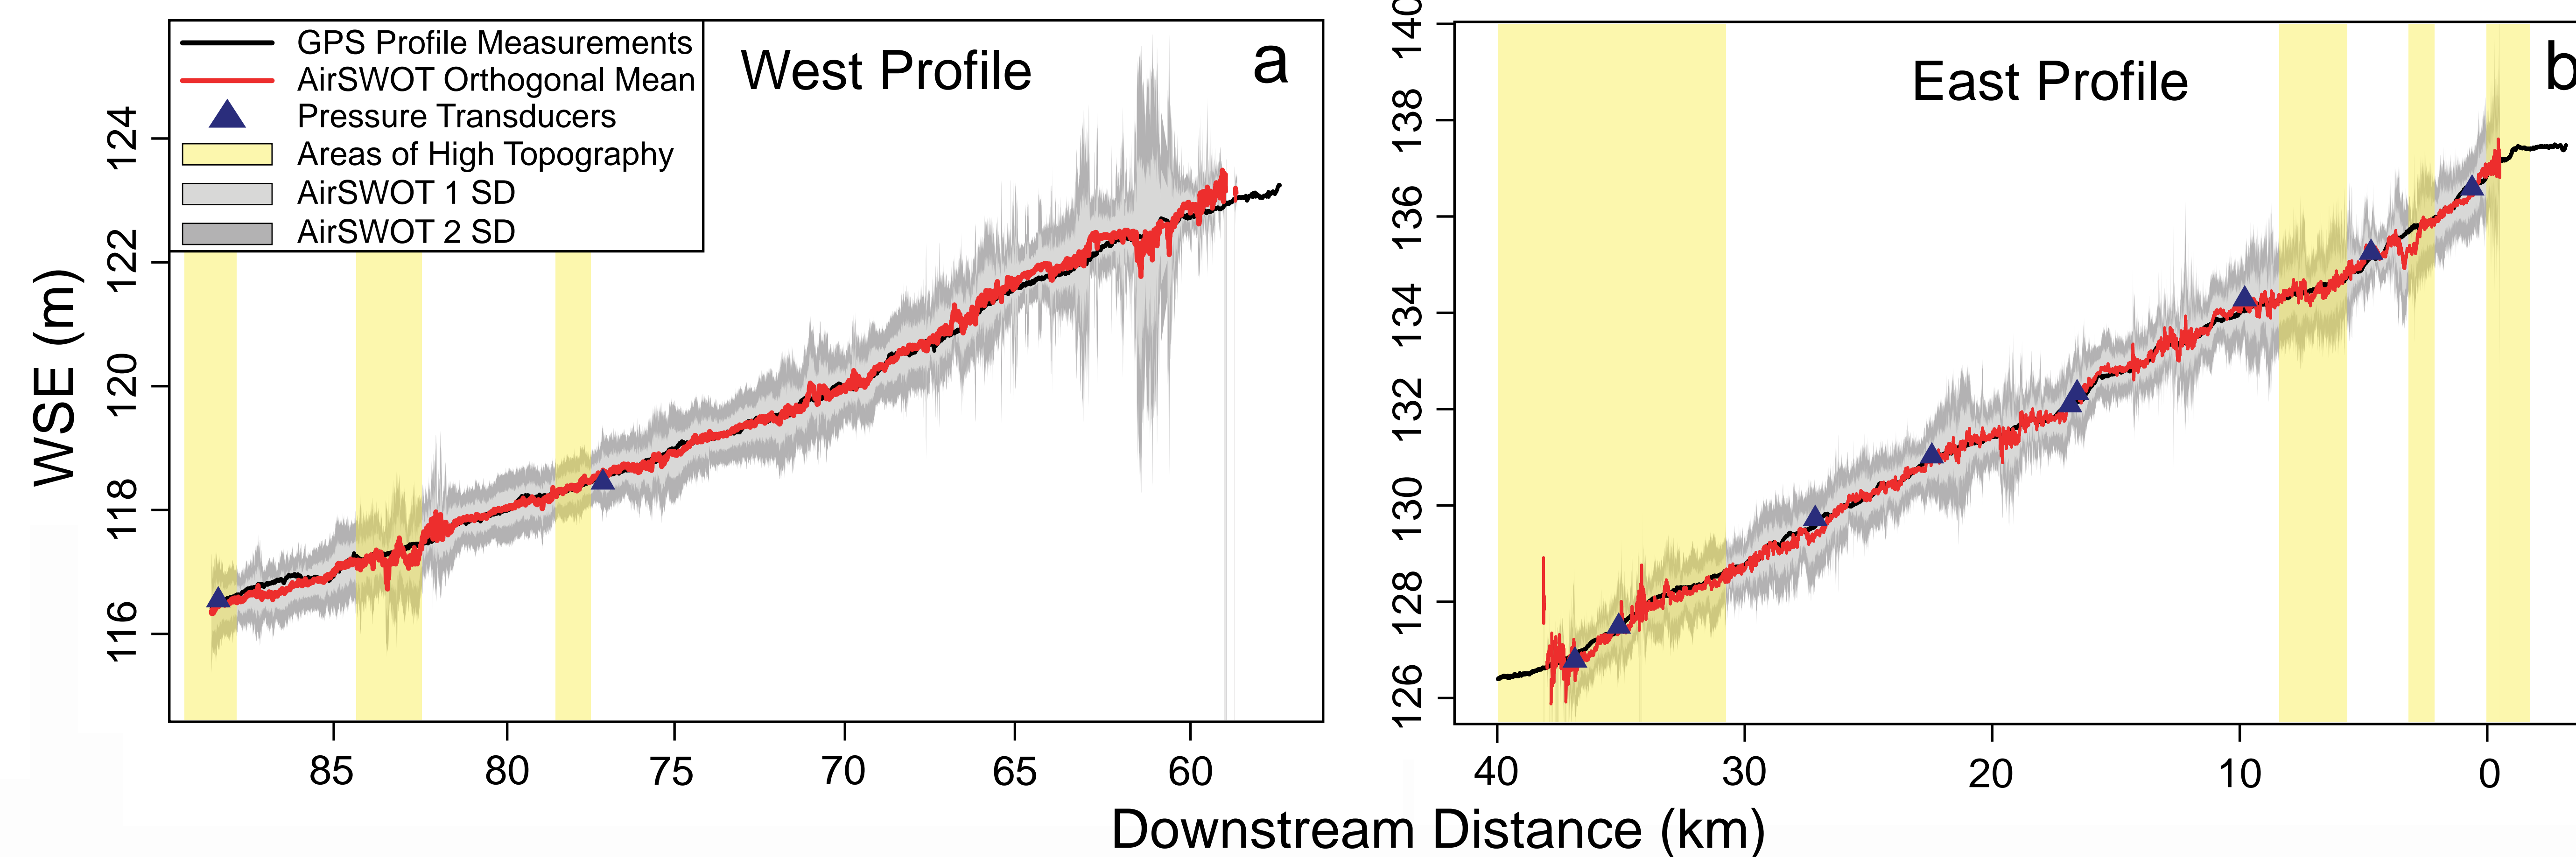 GPS Profile Measurements
AirSWOT Orthogonal Mean
Pressure Transducers
Areas of High Topography
AirSWOT 1 SD
AirSWOT 2 SD
West Profile
a
WSE (m)
124
122
120
118
116
85 80 75 70 65 60
East Profile
b
140
138
136
134
132
130
128
126
40 30 20 10 0
Downstream Distance (km)